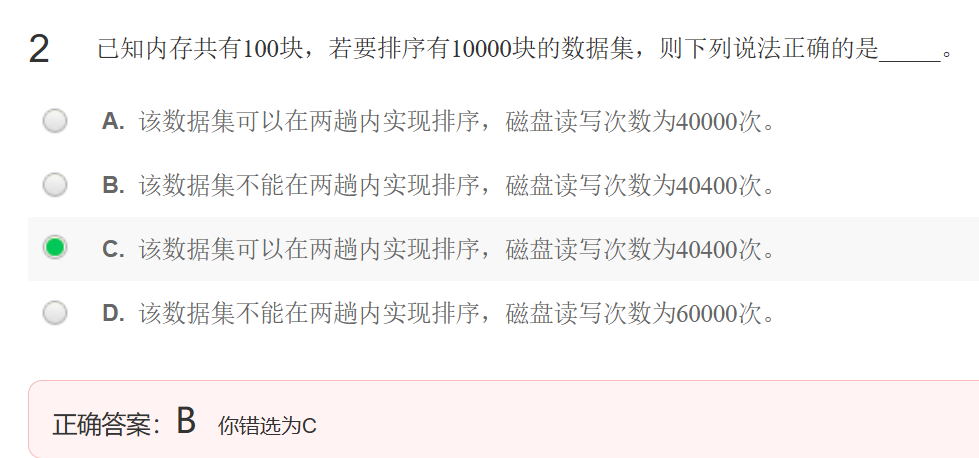 2 已知内存共有100块，若要排序有10000块的数据集，则下列说法正确的是_____。
A. 该数据集可以在两趟内实现排序，磁盘读写次数为40000次。
B. 该数据集不能在两趟内实现排序，磁盘读写次数为40400次。
C. 该数据集可以在两趟内实现排序，磁盘读写次数为40400次。
D. 该数据集不能在两趟内实现排序，磁盘读写次数为60000次。
正确答案：B 你错选为C